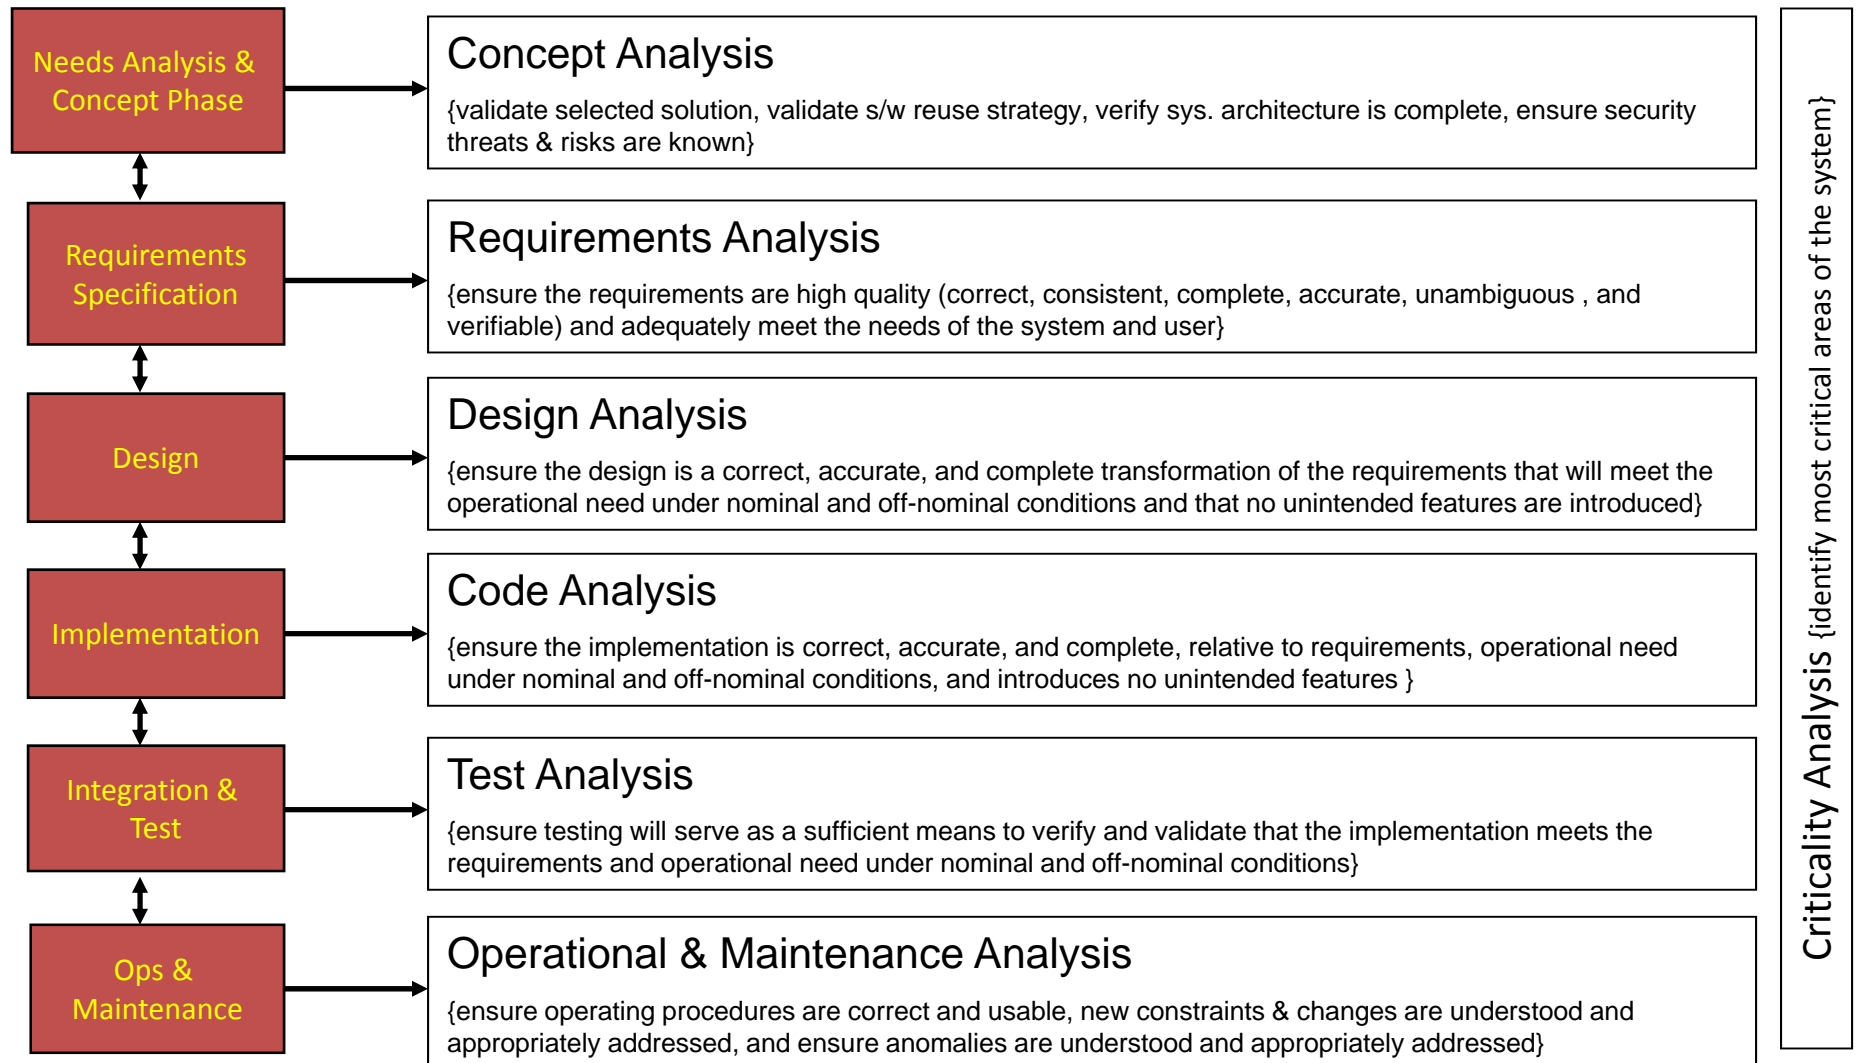 Needs Analysis &
Concept Phase
Concept Analysis
{validate selected solution, validate s/w reuse strategy, verify sys. architecture is complete, ensure security
threats & risks are known}
Requirements
Specification
Requirements Analysis
{ensure the requirements are high quality (correct, consistent, complete, accurate, unambiguous , and
verifiable) and adequately meet the needs of the system and user}
Design
Design Analysis
{ensure the design is a correct, accurate, and complete transformation of the requirements that will meet the
operational need under nominal and off-nominal conditions and that no unintended features are introduced}
Implementation
Code Analysis
{ensure the implementation is correct, accurate, and complete, relative to requirements, operational need
under nominal and off-nominal conditions, and introduces no unintended features }
Integration &
Test
Test Analysis
{ensure testing will serve as a sufficient means to verify and validate that the implementation meets the
requirements and operational need under nominal and off-nominal conditions}
Ops &
Maintenance
Operational & Maintenance Analysis
{ensure operating procedures are correct and usable, new constraints & changes are understood and
appropriately addressed, and ensure anomalies are understood and appropriately addressed}
Criticality Analysis {identify most critical areas of the system}